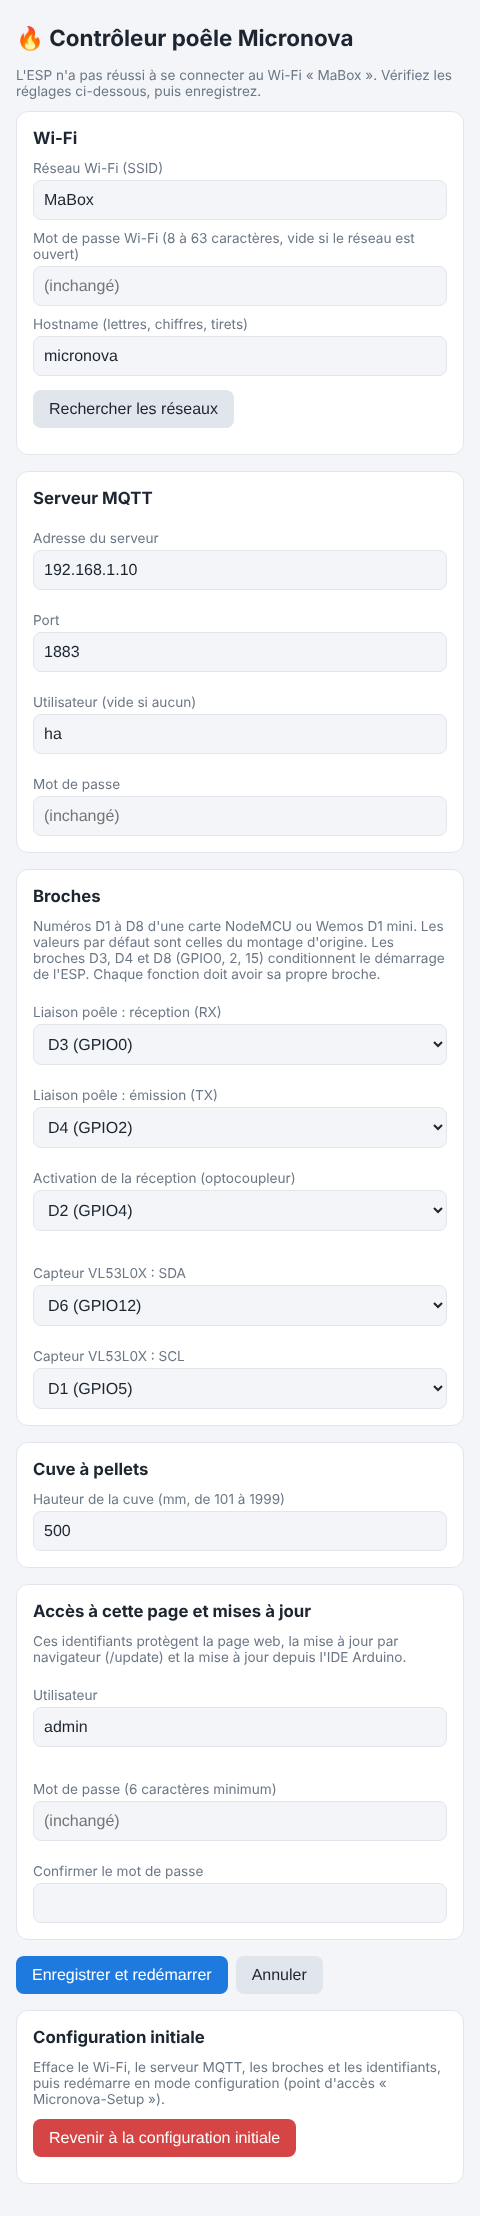 🔥 Contrôleur poêle Micronova
L'ESP n'a pas réussi à se connecter au Wi-Fi « MaBox ». Vérifiez les
réglages ci-dessous, puis enregistrez.
Wi-Fi
Réseau Wi-Fi (SSID)
MaBox
Mot de passe Wi-Fi (8 à 63 caractères, vide si le réseau est
ouvert)
(inchangé)
Hostname (lettres, chiffres, tirets)
micronova
Rechercher les réseaux
Serveur MQTT
Adresse du serveur
192.168.1.10
Port
1883
Utilisateur (vide si aucun)
ha
Mot de passe
(inchangé)
Broches
Numéros D1 à D8 d'une carte NodeMCU ou Wemos D1 mini. Les
valeurs par défaut sont celles du montage d'origine. Les
broches D3, D4 et D8 (GPIO0, 2, 15) conditionnent le démarrage
de l'ESP. Chaque fonction doit avoir sa propre broche.
Liaison poêle : réception (RX)
D3 (GPIO0)
Liaison poêle : émission (TX)
D4 (GPIO2)
Activation de la réception (optocoupleur)
D2 (GPIO4)
Capteur VL53L0X : SDA
D6 (GPIO12)
Capteur VL53L0X : SCL
D1 (GPIO5)
Cuve à pellets
Hauteur de la cuve (mm, de 101 à 1999)
500
Accès à cette page et mises à jour
Ces identifiants protègent la page web, la mise à jour par
navigateur (/update) et la mise à jour depuis l'IDE Arduino.
Utilisateur
admin
Mot de passe (6 caractères minimum)
(inchangé)
Confirmer le mot de passe
Enregistrer et redémarrer
Annuler
Configuration initiale
Efface le Wi-Fi, le serveur MQTT, les broches et les identifiants,
puis redémarre en mode configuration (point d'accès «
Micronova-Setup »).
Revenir à la configuration initiale